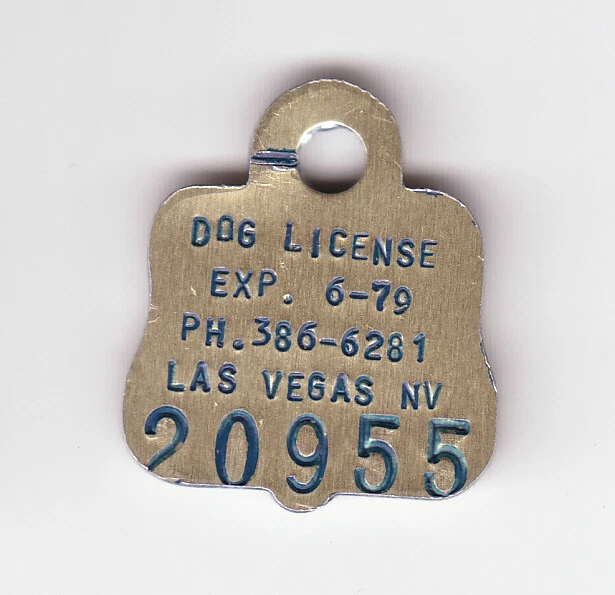 DOG LICENSE
EXP. 6-79
PH.386-6281
LAS VEGAS NV
20955